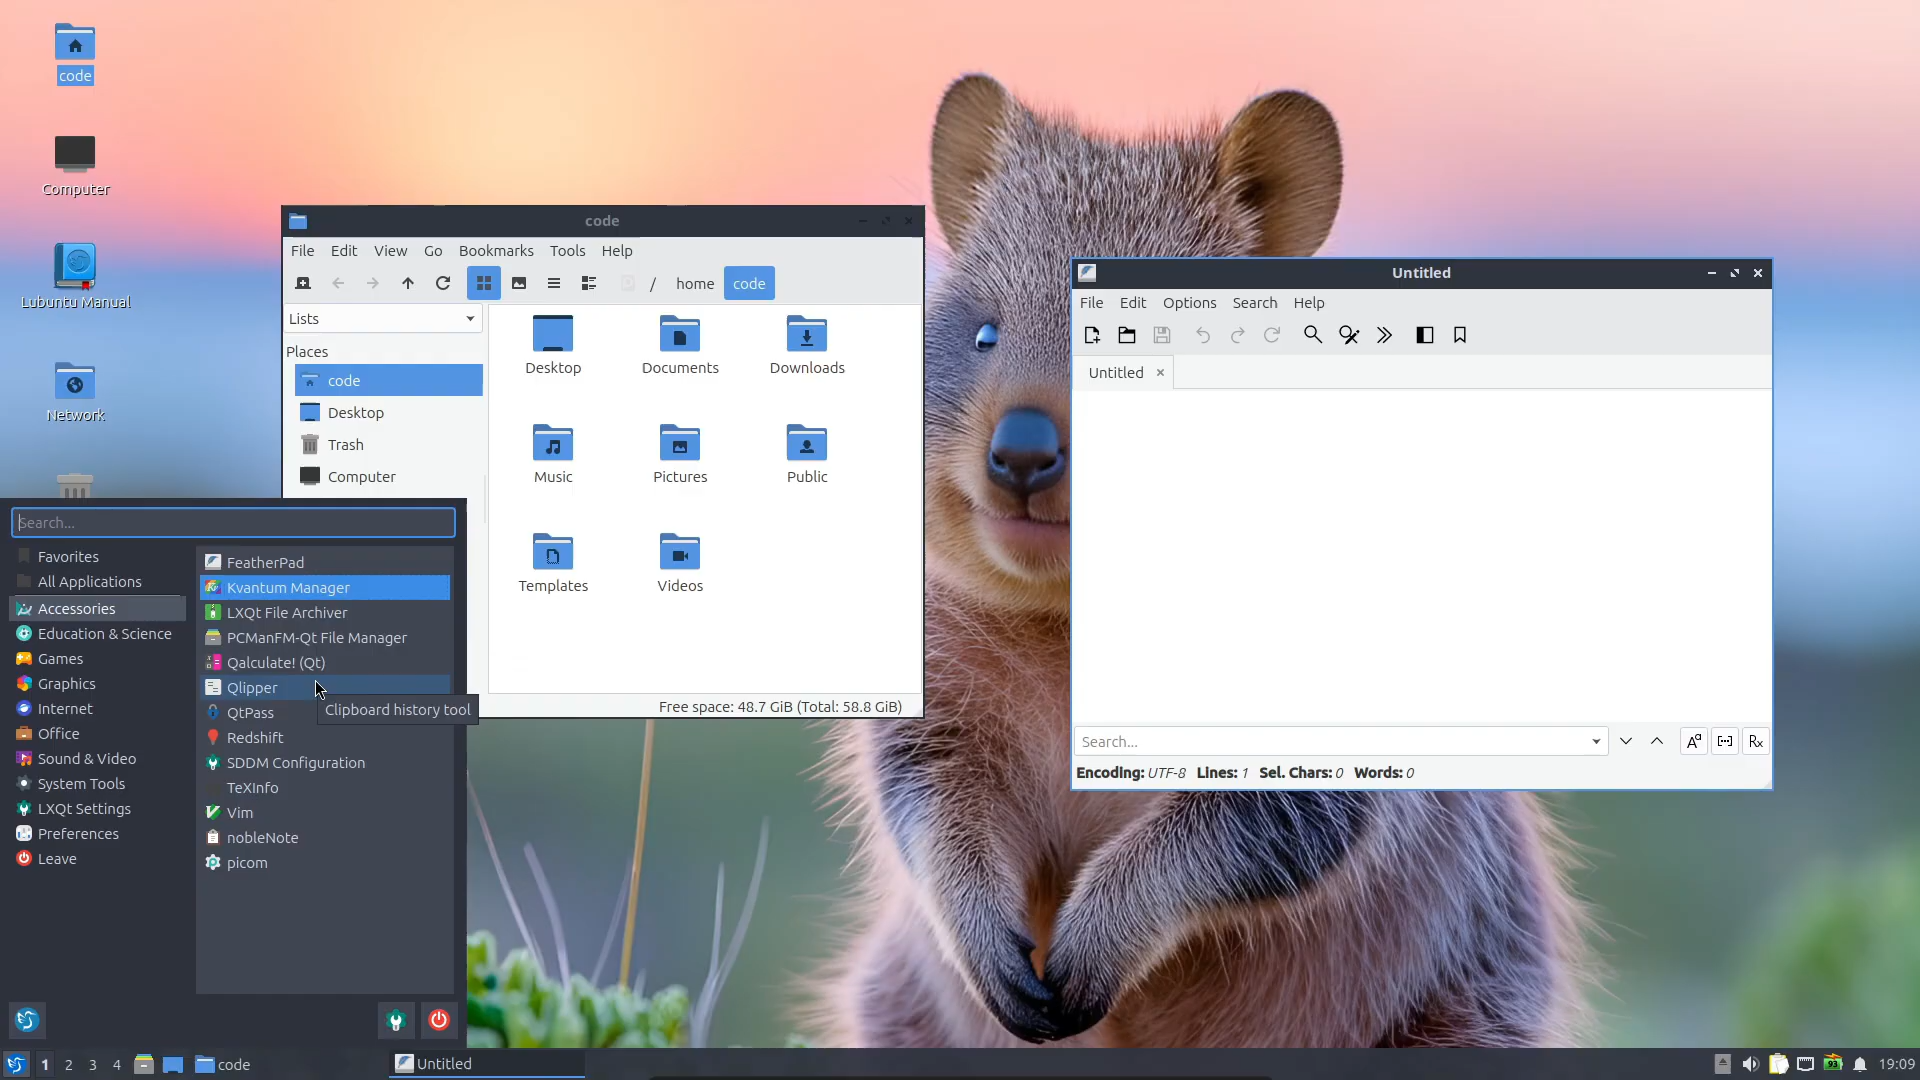 code
Computer
Lubuntu Manual
Network
code
File Edit View Go Bookmarks Tools Help
/ home code
Lists
Places
code
Desktop
Trash
Computer
Desktop Documents Downloads
Music Pictures Public
Templates Videos
Free space: 48.7 GiB (Total: 58.8 GiB)
Untitled
File Edit Options Search Help
Untitled
Search...
Encoding: UTF-8 Lines: 1 Sel. Chars: 0 Words: 0
Search...
Favorites
All Applications
Accessories
Education & Science
Games
Graphics
Internet
Office
Sound & Video
System Tools
LXQt Settings
Preferences
Leave
FeatherPad
Kvantum Manager
LXQt File Archiver
PCManFM-Qt File Manager
Qalculate! (Qt)
Qlipper
Clipboard history tool
QtPass
Redshift
SDDM Configuration
TeXInfo
Vim
nobleNote
picom
1 2 3 4 code Untitled 19:09